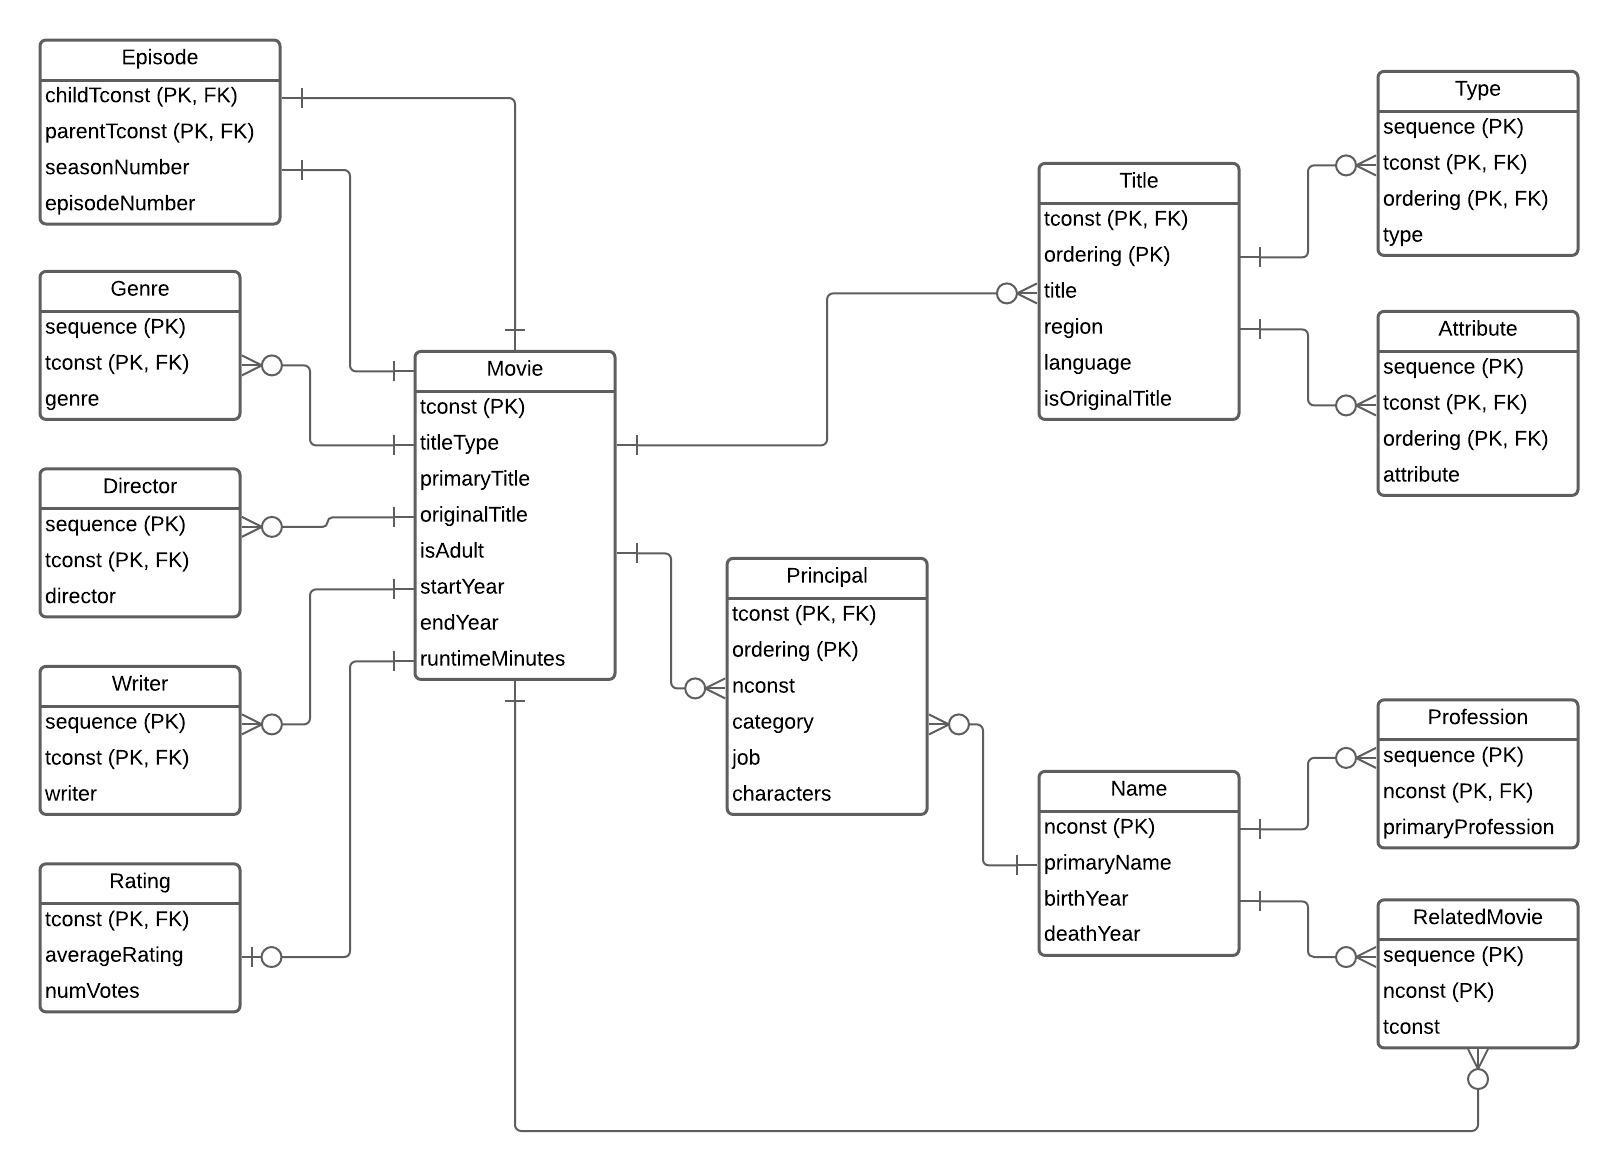 Episode
childTconst (PK, FK)
parentTconst (PK, FK)
seasonNumber
episodeNumber
Genre
sequence (PK)
tconst (PK, FK)
genre
Director
sequence (PK)
tconst (PK, FK)
director
Writer
sequence (PK)
tconst (PK, FK)
writer
Rating
tconst (PK, FK)
averageRating
numVotes
Movie
tconst (PK)
titleType
primaryTitle
originalTitle
isAdult
startYear
endYear
runtimeMinutes
Principal
tconst (PK, FK)
ordering (PK)
nconst
category
job
characters
Title
tconst (PK, FK)
ordering (PK)
title
region
language
isOriginalTitle
Name
nconst (PK)
primaryName
birthYear
deathYear
Type
sequence (PK)
tconst (PK, FK)
ordering (PK, FK)
type
Attribute
sequence (PK)
tconst (PK, FK)
ordering (PK, FK)
attribute
Profession
sequence (PK)
nconst (PK, FK)
primaryProfession
RelatedMovie
sequence (PK)
nconst (PK)
tconst